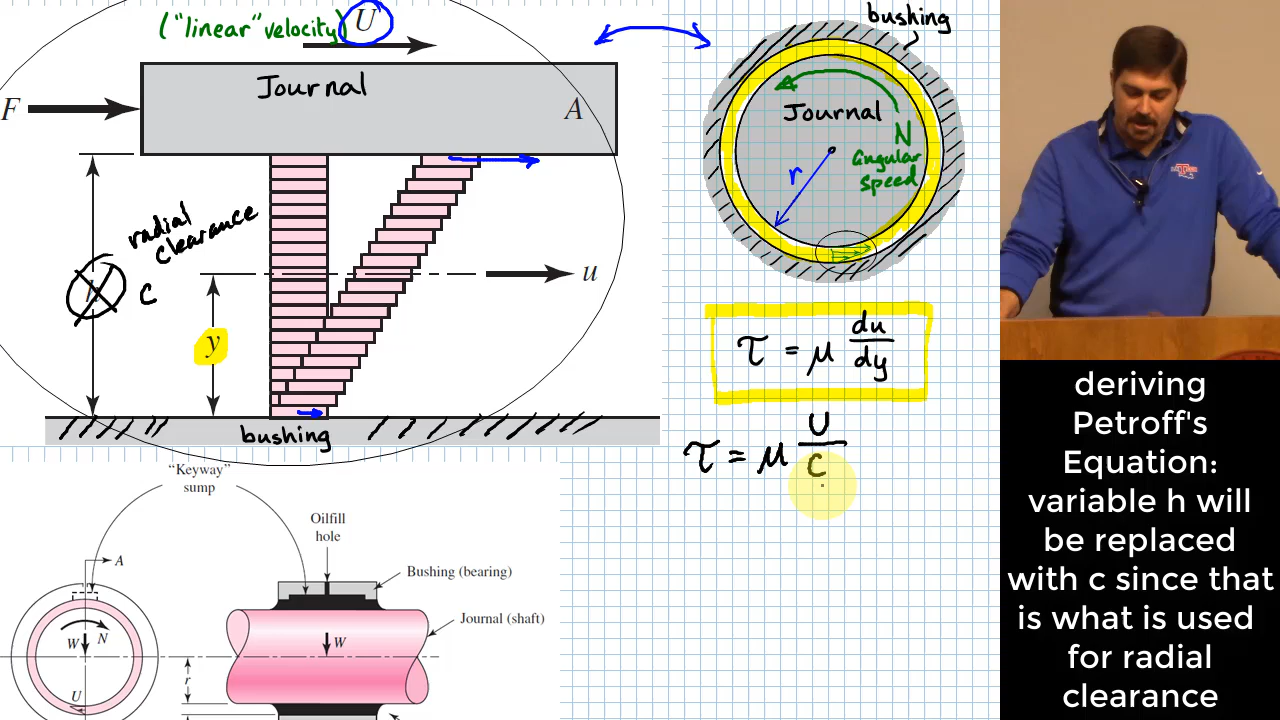 ("linear" velocity) U
bushing
F
Journal
A
Journal
N
Angular
speed
r
radial
clearance
h
c
u
y
τ = μ du/dy
bushing
τ = μ U/c
"Keyway"
sump
Oilfill
hole
A
Bushing (bearing)
Journal (shaft)
W
N
W
r
U
deriving
Petroff's
Equation:
variable h will
be replaced
with c since that
is what is used
for radial
clearance